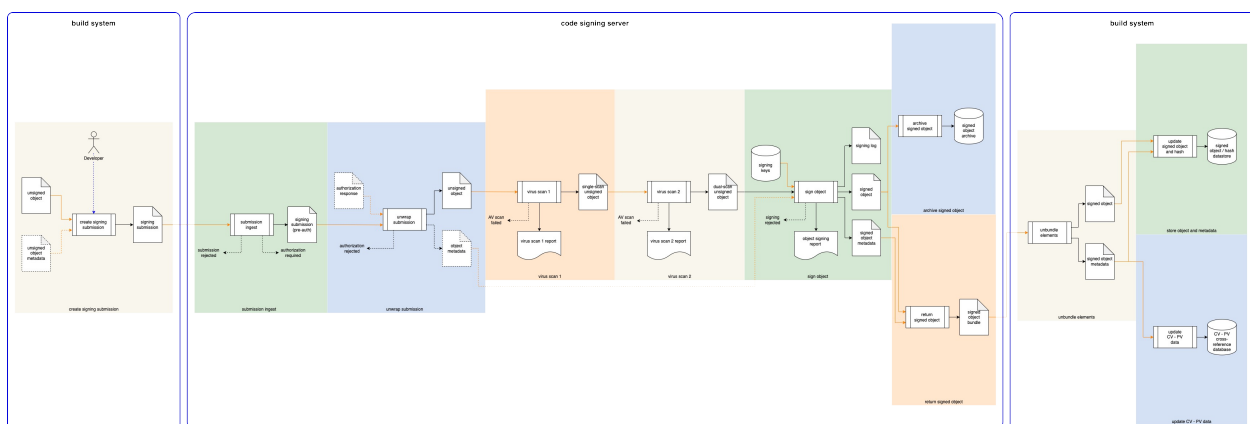 build system
code signing server
build system
Developer
unsigned
object
unsigned
object
metadata
create signing
submission
signing
submission
create signing submission
submission
ingest
signing
submission
(pre-auth)
submission
rejected
authorization
required
submission ingest
authorization
response
unwrap
submission
unsigned
object
object
metadata
authorization
rejected
unwrap submission
virus scan 1
single-scan
unsigned
object
AV scan
failed
virus scan 1 report
virus scan 1
virus scan 2
dual-scan
unsigned
object
AV scan
failed
virus scan 2 report
virus scan 2
signing
keys
sign object
signing log
signed
object
signed
object
metadata
signing
rejected
object signing
report
sign object
archive
signed object
signed
object
archive
archive signed object
return
signed object
signed
object
bundle
return signed object
unbundle
elements
signed object
signed object
metadata
unbundle elements
update
signed object
and hash
signed
object / hash
datastore
store object and metadata
update
CV - PV
data
CV - PV
cross-
reference
database
update CV - PV data